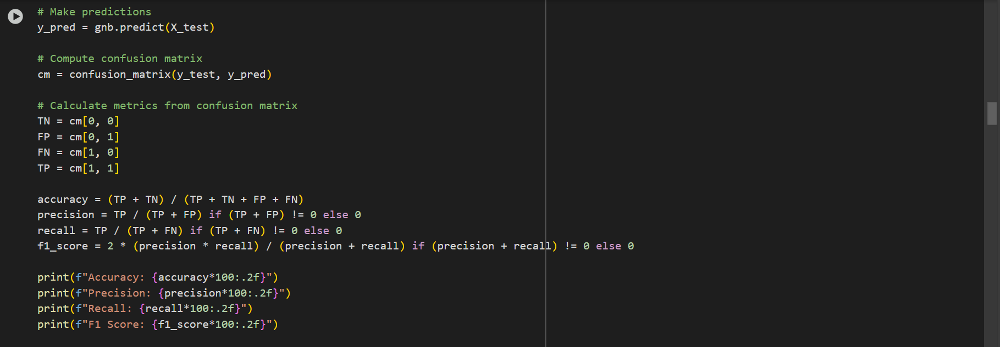 # Make predictions
y_pred = gnb.predict(X_test)
# Compute confusion matrix
cm = confusion_matrix(y_test, y_pred)
# Calculate metrics from confusion matrix
TN = cm[0, 0]
FP = cm[0, 1]
FN = cm[1, 0]
TP = cm[1, 1]
accuracy = (TP + TN) / (TP + TN + FP + FN)
precision = TP / (TP + FP) if (TP + FP) != 0 else 0
recall = TP / (TP + FN) if (TP + FN) != 0 else 0
f1_score = 2 * (precision * recall) / (precision + recall) if (precision + recall) != 0 else 0
print(f"Accuracy: {accuracy*100:.2f}")
print(f"Precision: {precision*100:.2f}")
print(f"Recall: {recall*100:.2f}")
print(f"F1 Score: {f1_score*100:.2f}")